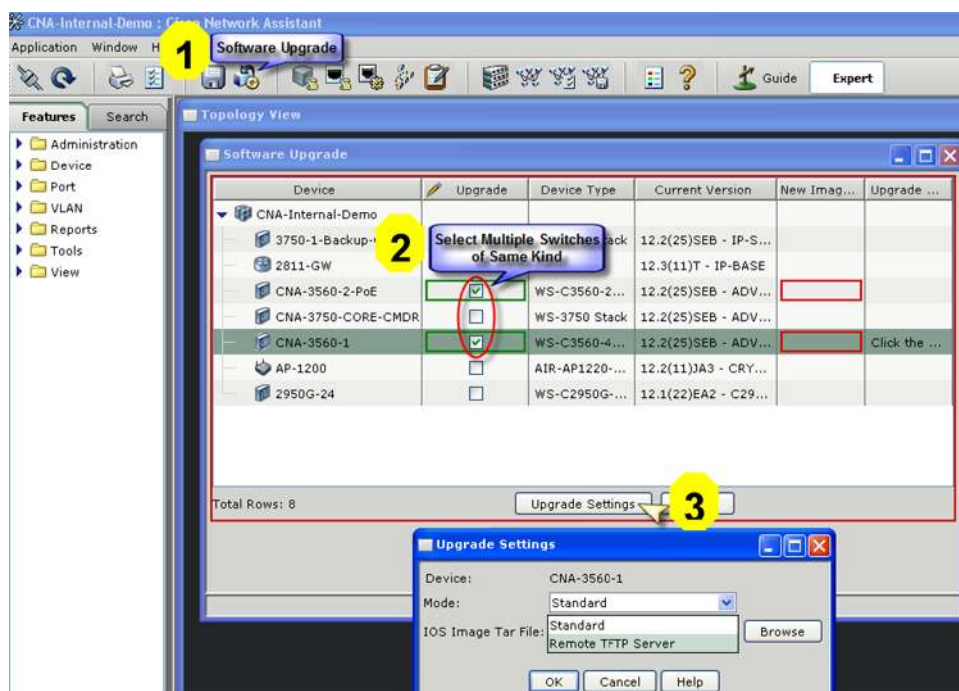 CNA-Internal-Demo : Cisco Network Assistant
Application Window H
1
Software Upgrade
Guide
Expert
Features
Search
Administration
Device
Port
VLAN
Reports
Tools
View
Topology View
Software Upgrade
Device Upgrade Device Type Current Version New Imag... Upgrade ...
CNA-Internal-Demo
2
Select Multiple Switches
of Same Kind
3750-1-Backup- ack 12.2(25)SEB - IP-S...
2811-GW 12.3(11)T - IP-BASE
CNA-3560-2-PoE WS-C3560-2... 12.2(25)SEB - ADV...
CNA-3750-CORE-CMDR WS-3750 Stack 12.2(25)SEB - ADV...
CNA-3560-1 WS-C3560-4... 12.2(25)SEB - ADV... Click the ...
AP-1200 AIR-AP1220-... 12.2(11)JA3 - CRY...
2950G-24 WS-C2950G-... 12.1(22)EA2 - C29...
Total Rows: 8
Upgrade Settings
3
Upgrade Settings
Device: CNA-3560-1
Mode: Standard
IOS Image Tar File:
Standard
Remote TFTP Server
Browse
OK Cancel Help